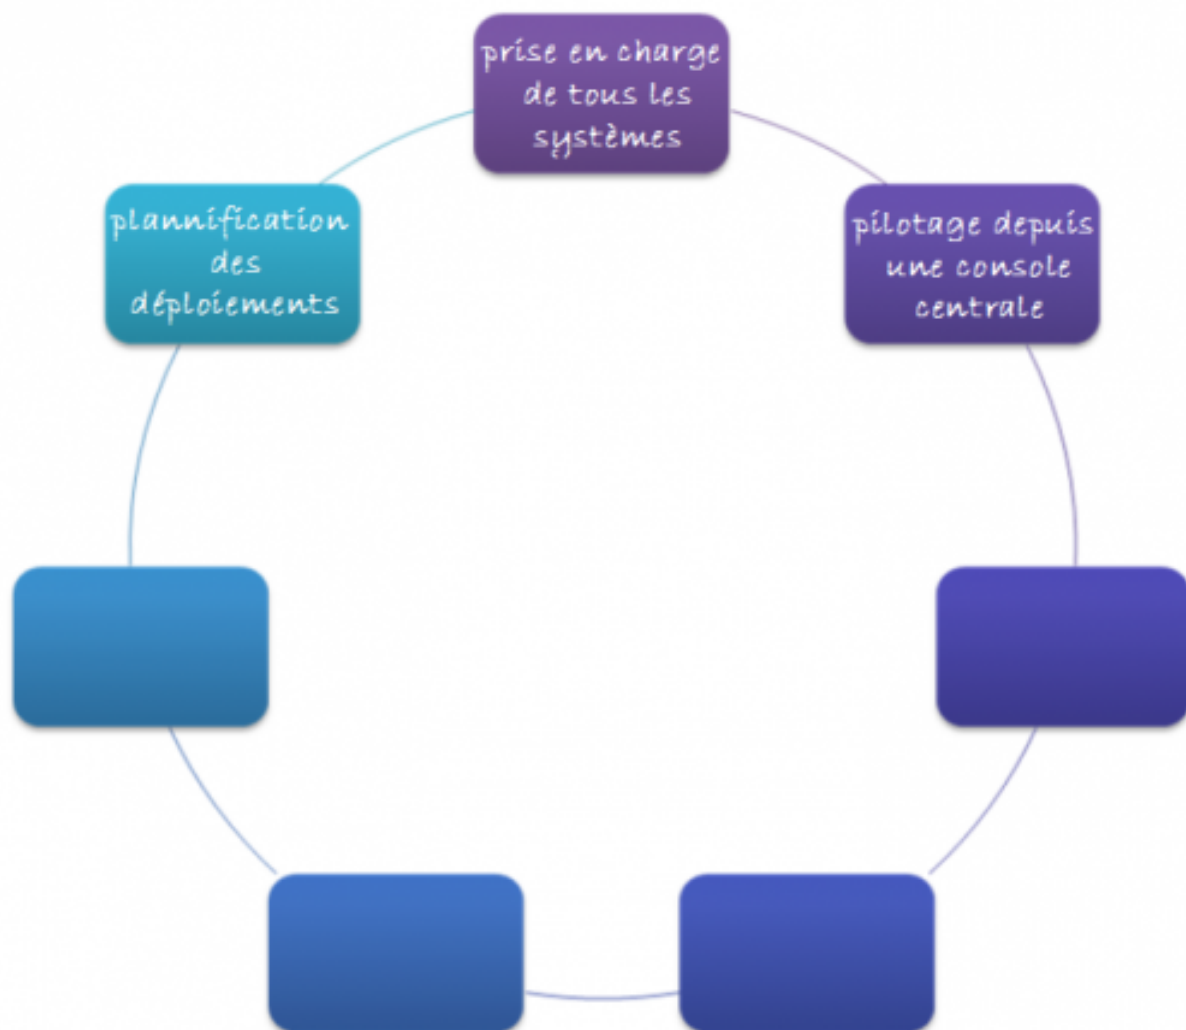 prise en charge
de tous les
systèmes
plannification
des
déploiements
pilotage depuis
une console
centrale